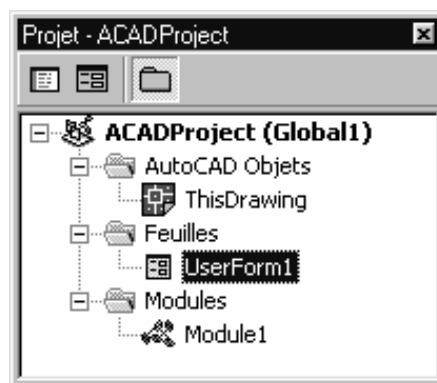 Projet - ACADProject
ACADProject (Global1)
AutoCAD Objets
ThisDrawing
Feuilles
UserForm1
Modules
Module1